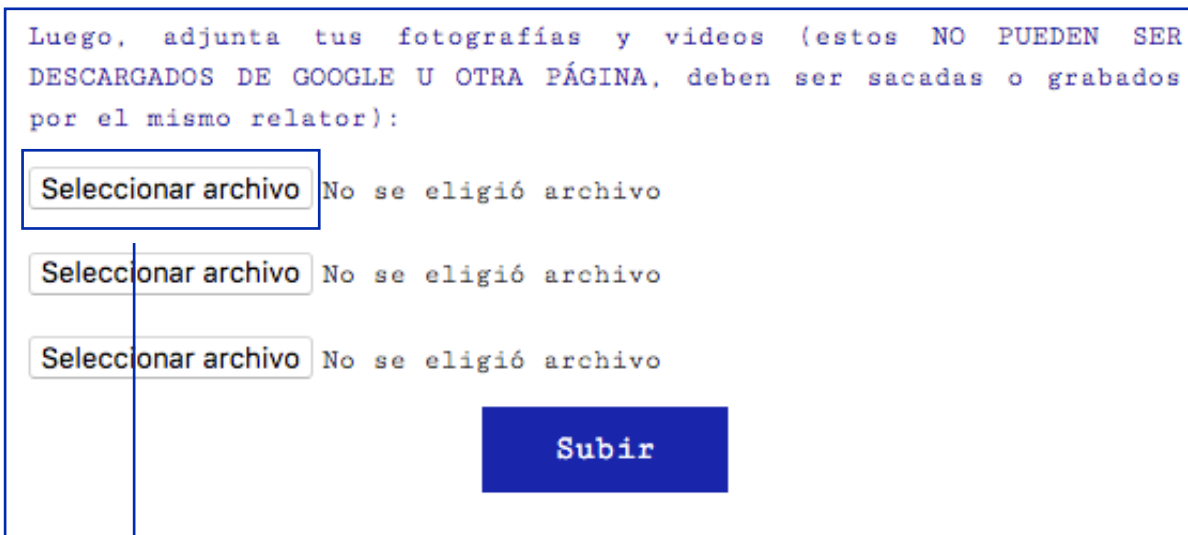 Luego, adjunta tus fotografías y videos (estos NO PUEDEN SER
DESCARGADOS DE GOOGLE U OTRA PÁGINA, deben ser sacadas o grabados
por el mismo relator):
Seleccionar archivo No se eligió archivo
Seleccionar archivo No se eligió archivo
Seleccionar archivo No se eligió archivo
Subir